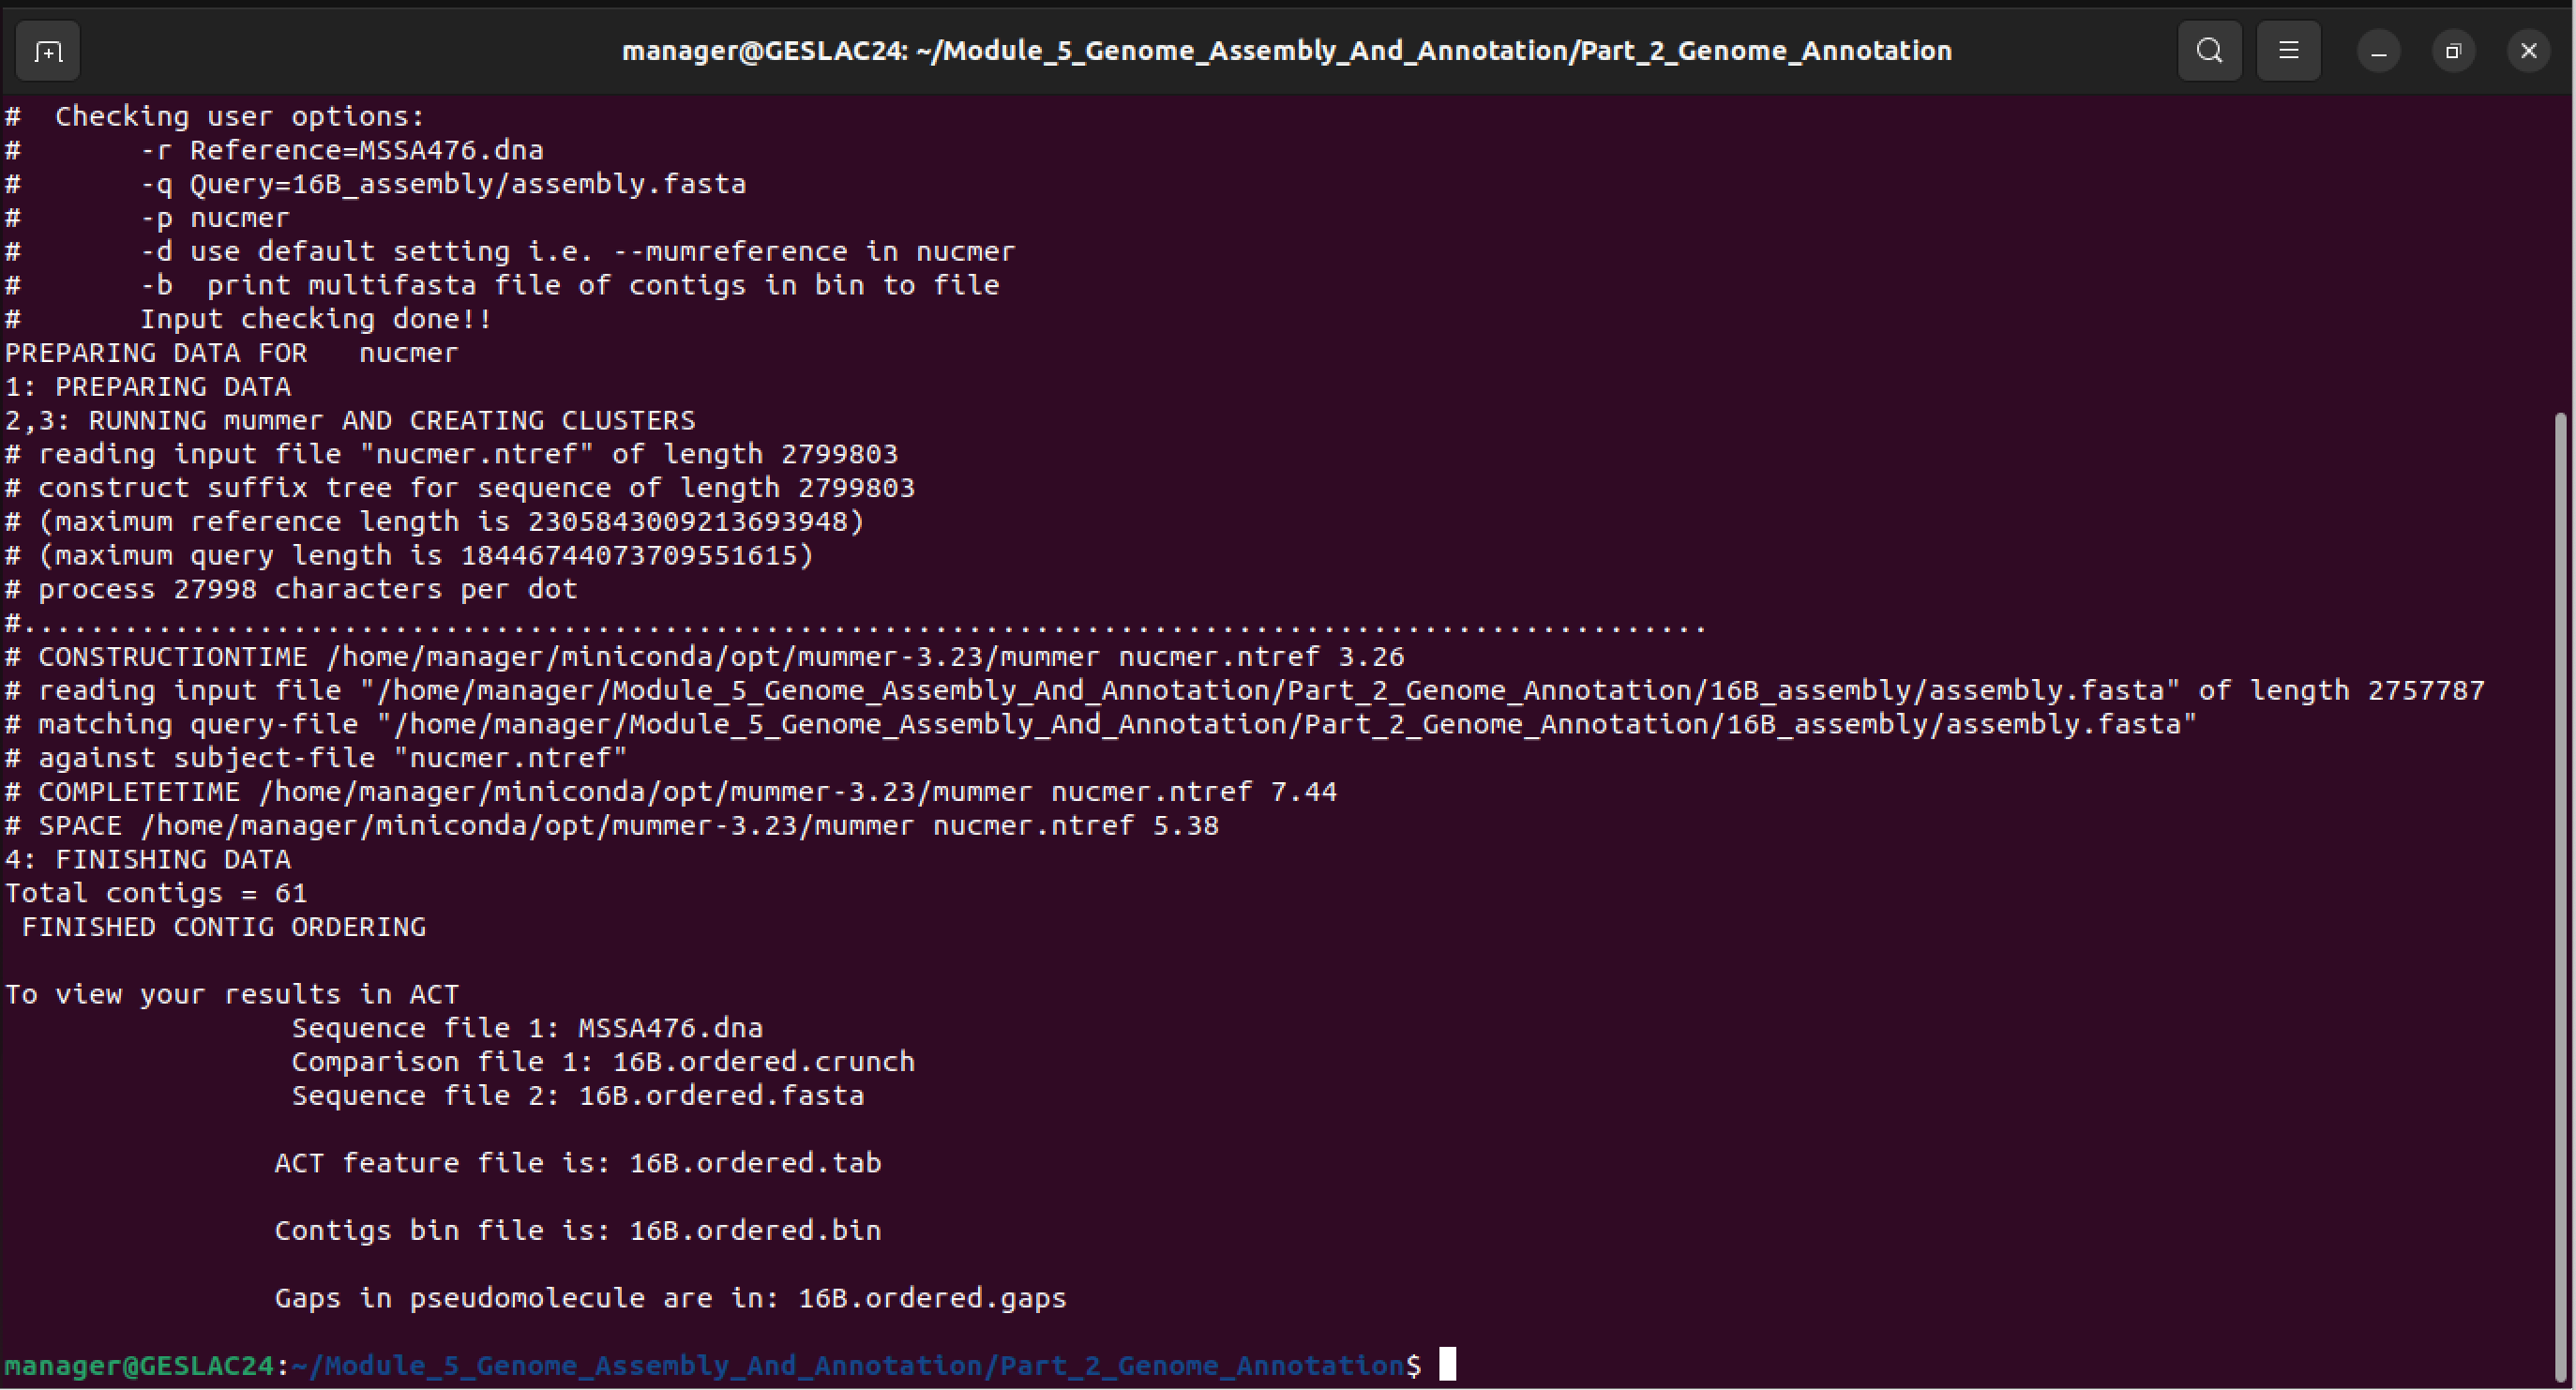 manager@GESLAC24: ~/Module_5_Genome_Assembly_And_Annotation/Part_2_Genome_Annotation
#  Checking user options:
#       -r Reference=MSSA476.dna
#       -q Query=16B_assembly/assembly.fasta
#       -p nucmer
#       -d use default setting i.e. --mumreference in nucmer
#       -b  print multifasta file of contigs in bin to file
#       Input checking done!!
PREPARING DATA FOR   nucmer
1: PREPARING DATA
2,3: RUNNING mummer AND CREATING CLUSTERS
# reading input file "nucmer.ntref" of length 2799803
# construct suffix tree for sequence of length 2799803
# (maximum reference length is 2305843009213693948)
# (maximum query length is 18446744073709551615)
# process 27998 characters per dot
#....................................................................................................
# CONSTRUCTIONTIME /home/manager/miniconda/opt/mummer-3.23/mummer nucmer.ntref 3.26
# reading input file "/home/manager/Module_5_Genome_Assembly_And_Annotation/Part_2_Genome_Annotation/16B_assembly/assembly.fasta" of length 2757787
# matching query-file "/home/manager/Module_5_Genome_Assembly_And_Annotation/Part_2_Genome_Annotation/16B_assembly/assembly.fasta"
# against subject-file "nucmer.ntref"
# COMPLETETIME /home/manager/miniconda/opt/mummer-3.23/mummer nucmer.ntref 7.44
# SPACE /home/manager/miniconda/opt/mummer-3.23/mummer nucmer.ntref 5.38
4: FINISHING DATA
Total contigs = 61
 FINISHED CONTIG ORDERING
To view your results in ACT
                 Sequence file 1: MSSA476.dna
                 Comparison file 1: 16B.ordered.crunch
                 Sequence file 2: 16B.ordered.fasta
                ACT feature file is: 16B.ordered.tab
                Contigs bin file is: 16B.ordered.bin
                Gaps in pseudomolecule are in: 16B.ordered.gaps
manager@GESLAC24:~/Module_5_Genome_Assembly_And_Annotation/Part_2_Genome_Annotation$